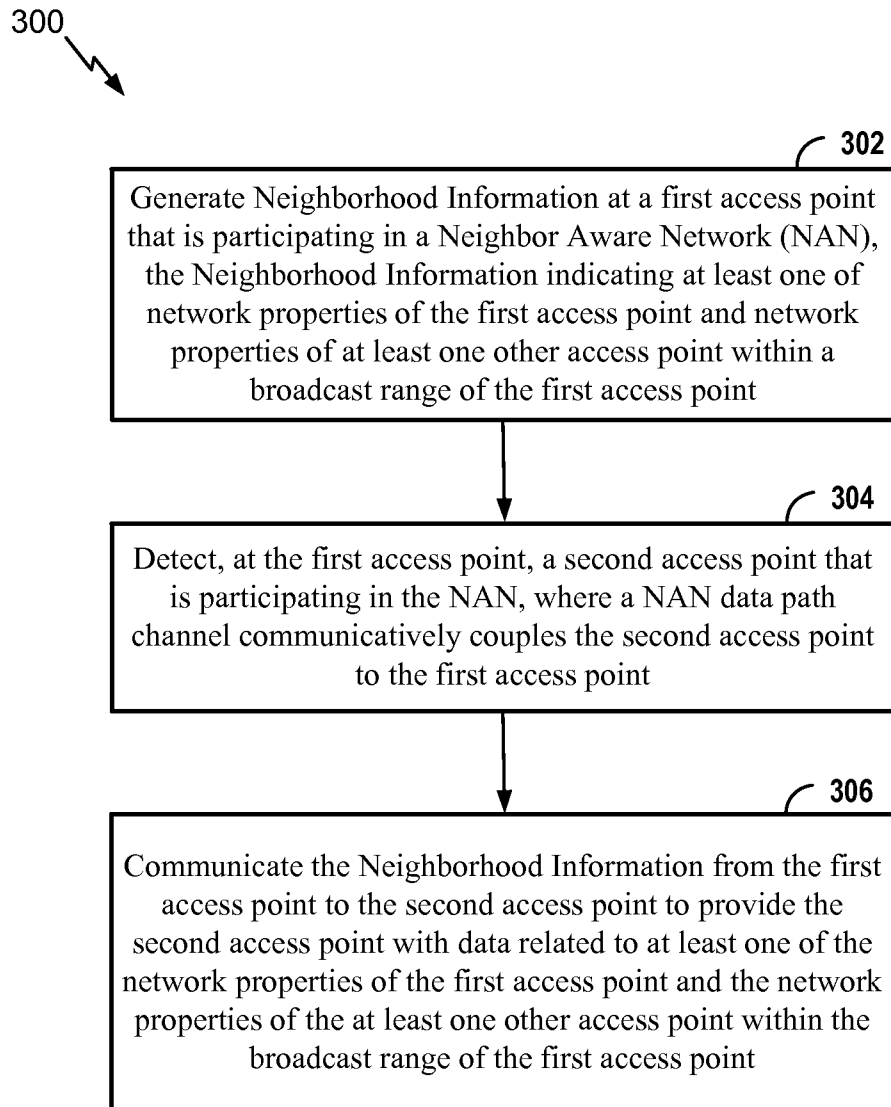 300
302
Generate Neighborhood Information at a first access point
that is participating in a Neighbor Aware Network (NAN),
the Neighborhood Information indicating at least one of
network properties of the first access point and network
properties of at least one other access point within a
broadcast range of the first access point
304
Detect, at the first access point, a second access point that
is participating in the NAN, where a NAN data path
channel communicatively couples the second access point
to the first access point
306
Communicate the Neighborhood Information from the first
access point to the second access point to provide the
second access point with data related to at least one of the
network properties of the first access point and the network
properties of the at least one other access point within the
broadcast range of the first access point